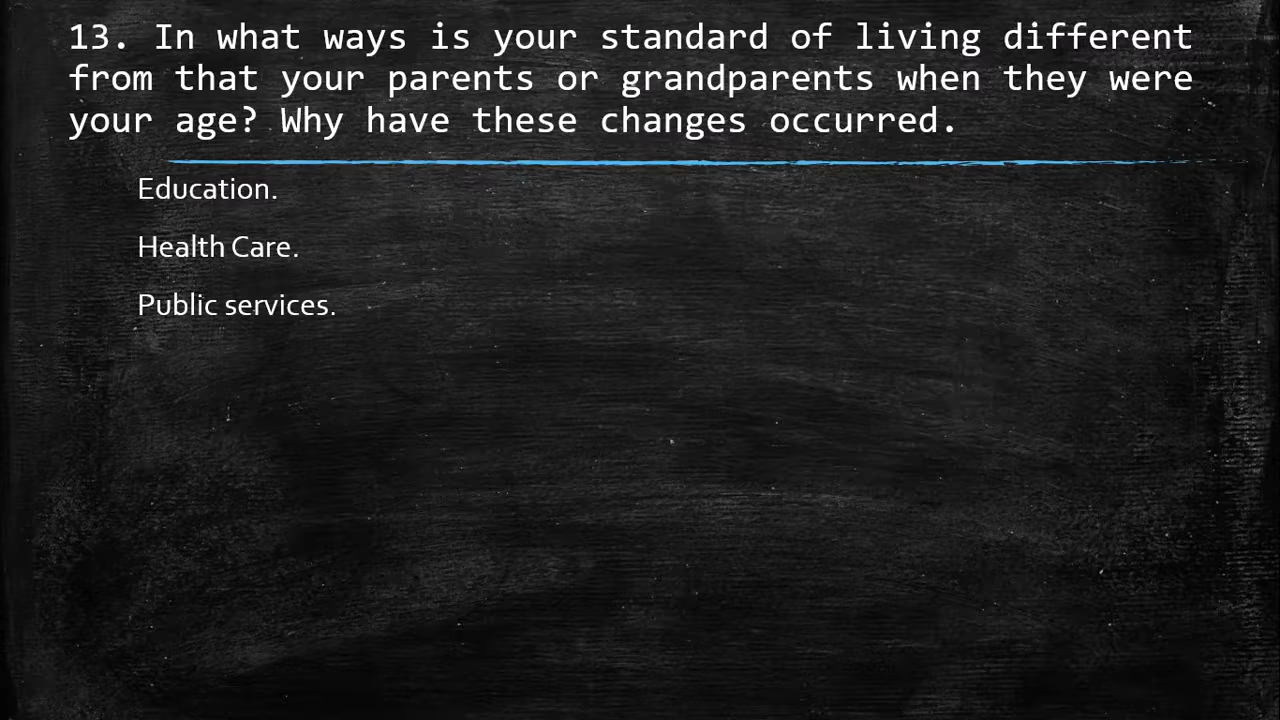 13. In what ways is your standard of living different
from that your parents or grandparents when they were
your age? Why have these changes occurred.
Education.
Health Care.
Public services.